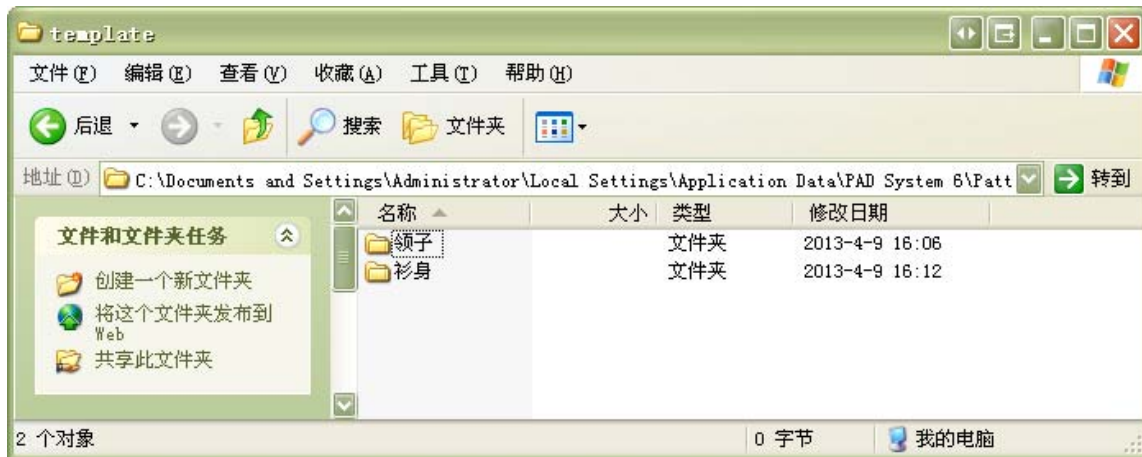 template
文件(F) 编辑(E) 查看(V) 收藏(A) 工具(T) 帮助(H)
后退 搜索 文件夹
地址(D) C:\Documents and Settings\Administrator\Local Settings\Application Data\PAD System 6\Patt 转到
名称 大小 类型 修改日期
文件和文件夹任务
领子 文件夹 2013-4-9 16:06
衫身 文件夹 2013-4-9 16:12
创建一个新文件夹
将这个文件夹发布到
Web
共享此文件夹
2 个对象 0 字节 我的电脑